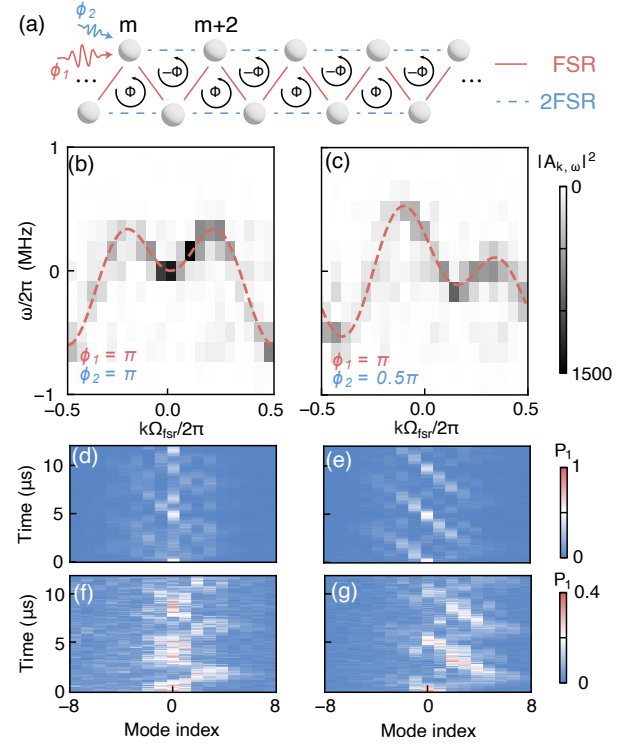 (a)
ϕ₂
m
m+2
ϕ₁
...
−Φ −Φ −Φ −Φ
Φ Φ Φ Φ Φ
...
FSR
2FSR
(b)
(c)
|A_{k, ω}|²
1
0
−1
ω/2π (MHz)
ϕ₁ = π
ϕ₂ = π
ϕ₁ = π
ϕ₂ = 0.5π
0
1500
−0.5 0.0 0.5
−0.5 0.0 0.5
kΩ_fsr/2π
kΩ_fsr/2π
(d)
(e)
P₁
1
0
10
5
0
Time (μs)
(f)
(g)
P₁
0.4
0
10
5
0
Time (μs)
−8 0 8
−8 0 8
Mode index
Mode index